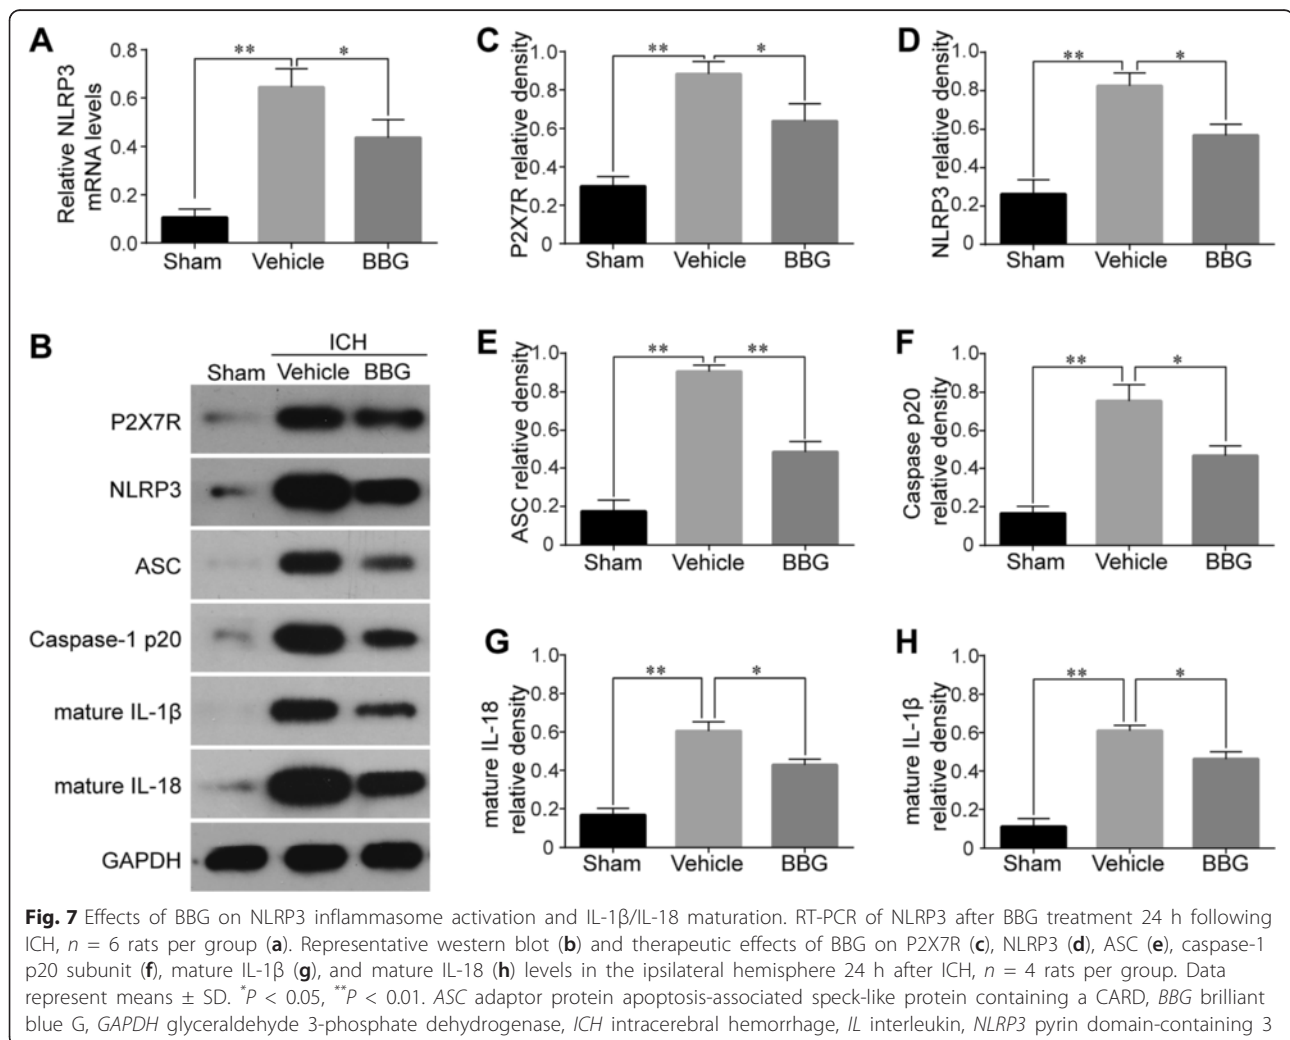 A
Relative NLRP3
mRNA levels
0.8
0.6
0.4
0.2
0.0
** *
Sham Vehicle BBG
C
P2X7R relative density
1.0
0.8
0.6
0.4
0.2
0
** *
Sham Vehicle BBG
D
NLRP3 relative density
1.0
0.8
0.6
0.4
0.2
0
** *
Sham Vehicle BBG
B
ICH
Sham Vehicle BBG
P2X7R
NLRP3
ASC
Caspase-1 p20
mature IL-1β
mature IL-18
GAPDH
E
ASC relative density
1.0
0.8
0.6
0.4
0.2
0
** **
Sham Vehicle BBG
F
Caspase p20
relative density
1.0
0.8
0.6
0.4
0.2
0
** *
Sham Vehicle BBG
G
mature IL-18
relative density
1.0
0.8
0.6
0.4
0.2
0
** *
Sham Vehicle BBG
H
mature IL-1β
relative density
1.0
0.8
0.6
0.4
0.2
0
** *
Sham Vehicle BBG
Fig. 7 Effects of BBG on NLRP3 inflammasome activation and IL-1β/IL-18 maturation. RT-PCR of NLRP3 after BBG treatment 24 h following
ICH, n = 6 rats per group (a). Representative western blot (b) and therapeutic effects of BBG on P2X7R (c), NLRP3 (d), ASC (e), caspase-1
p20 subunit (f), mature IL-1β (g), and mature IL-18 (h) levels in the ipsilateral hemisphere 24 h after ICH, n = 4 rats per group. Data
represent means ± SD. *P < 0.05, **P < 0.01. ASC adaptor protein apoptosis-associated speck-like protein containing a CARD, BBG brilliant
blue G, GAPDH glyceraldehyde 3-phosphate dehydrogenase, ICH intracerebral hemorrhage, IL interleukin, NLRP3 pyrin domain-containing 3